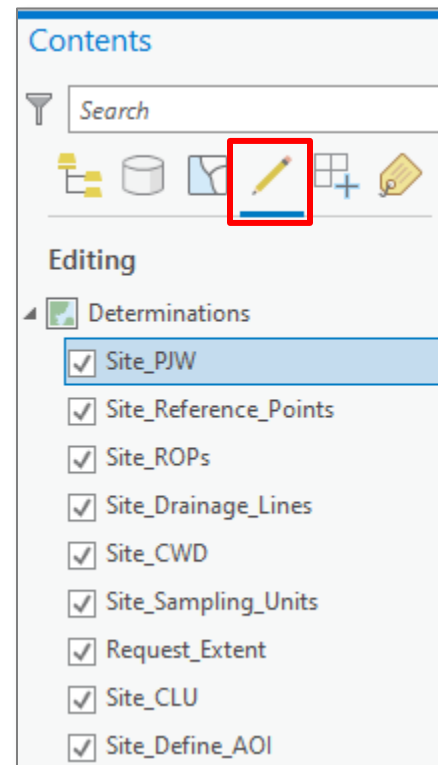 Contents
Search
Editing
Determinations
Site_PJW
Site_Reference_Points
Site_ROPs
Site_Drainage_Lines
Site_CWD
Site_Sampling_Units
Request_Extent
Site_CLU
Site_Define_AOI